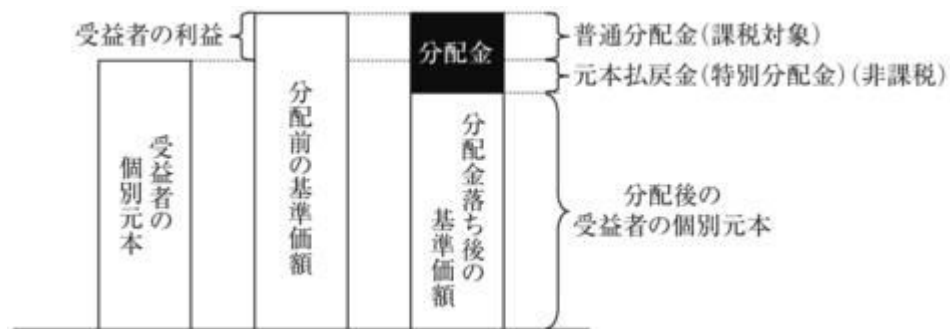 受益者の利益
分配金
普通分配金(課税対象)
元本払戻金(特別分配金)(非課税)
受益者の
個別元本
分配前の基準価額
分配金落ち後の
基準価額
分配後の
受益者の個別元本